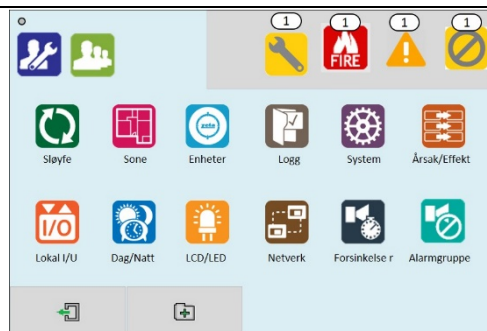 1 1 1 1
FIRE
Sløyfe Sone Enheter Logg System Årsak/Effekt
I/O
Lokal I/U Dag/Natt LCD/LED Netverk Forsinkelse r Alarmgruppe